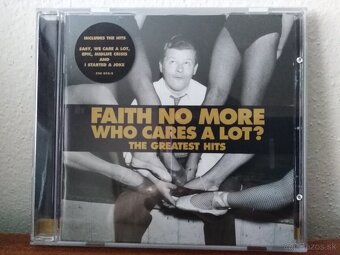 INCLUDES THE HITS
EASY, WE CARE A LOT,
EPIC, MIDLIFE CRISIS
AND
I STARTED A JOKE
FAITH NO MORE
WHO CARES A LOT?
THE GREATEST HITS